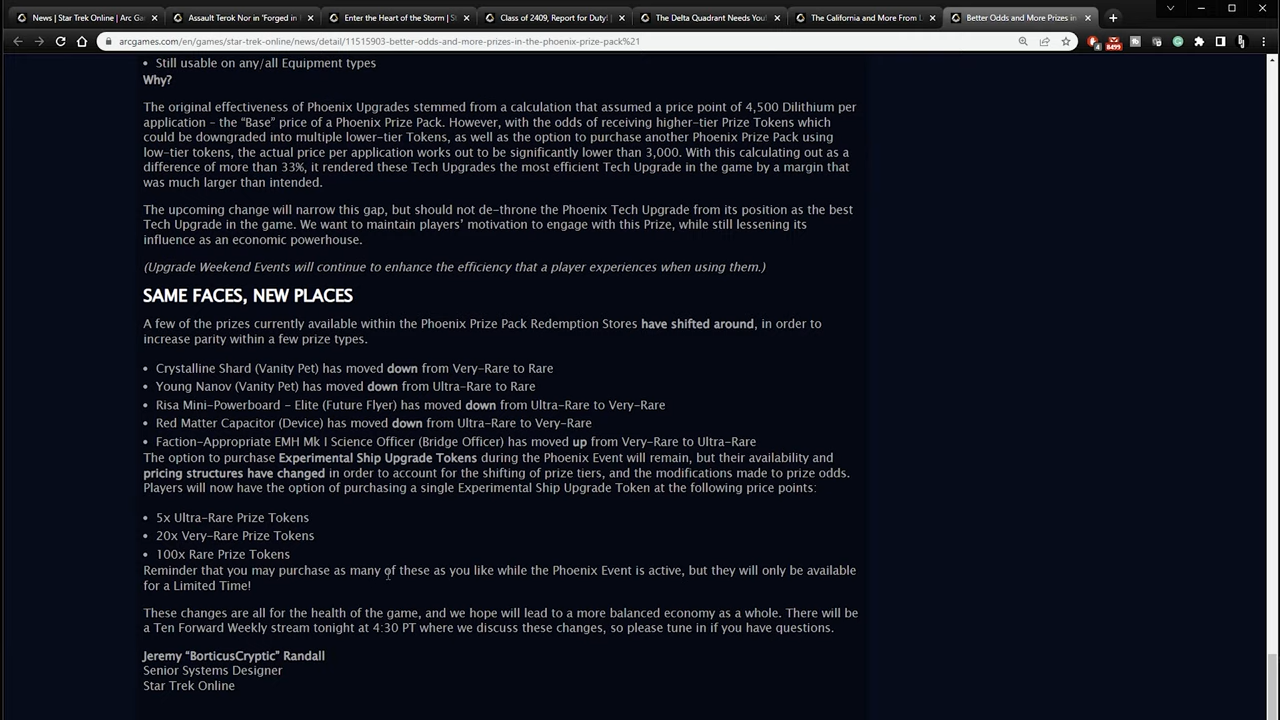 News | Star Trek Online | Arc Ga
Assault Terok Nor in 'Forged in
Enter the Heart of the Storm | S
Class of 2409, Report for Duty!
The Delta Quadrant Needs You
The California and More From L
Better Odds and More Prizes in
arcgames.com/en/games/star-trek-online/news/detail/11515903-better-odds-and-more-prizes-in-the-phoenix-prize-pack%21
• Still usable on any/all Equipment types
Why?
The original effectiveness of Phoenix Upgrades stemmed from a calculation that assumed a price point of 4,500 Dilithium per
application – the “Base” price of a Phoenix Prize Pack. However, with the odds of receiving higher-tier Prize Tokens which
could be downgraded into multiple lower-tier Tokens, as well as the option to purchase another Phoenix Prize Pack using
low-tier tokens, the actual price per application works out to be significantly lower than 3,000. With this calculating out as a
difference of more than 33%, it rendered these Tech Upgrades the most efficient Tech Upgrade in the game by a margin that
was much larger than intended.
The upcoming change will narrow this gap, but should not de-throne the Phoenix Tech Upgrade from its position as the best
Tech Upgrade in the game. We want to maintain players’ motivation to engage with this Prize, while still lessening its
influence as an economic powerhouse.
(Upgrade Weekend Events will continue to enhance the efficiency that a player experiences when using them.)
SAME FACES, NEW PLACES
A few of the prizes currently available within the Phoenix Prize Pack Redemption Stores have shifted around, in order to
increase parity within a few prize types.
• Crystalline Shard (Vanity Pet) has moved down from Very-Rare to Rare
• Young Nanov (Vanity Pet) has moved down from Ultra-Rare to Rare
• Risa Mini-Powerboard – Elite (Future Flyer) has moved down from Ultra-Rare to Very-Rare
• Red Matter Capacitor (Device) has moved down from Ultra-Rare to Very-Rare
• Faction-Appropriate EMH Mk I Science Officer (Bridge Officer) has moved up from Very-Rare to Ultra-Rare
The option to purchase Experimental Ship Upgrade Tokens during the Phoenix Event will remain, but their availability and
pricing structures have changed in order to account for the shifting of prize tiers, and the modifications made to prize odds.
Players will now have the option of purchasing a single Experimental Ship Upgrade Token at the following price points:
• 5x Ultra-Rare Prize Tokens
• 20x Very-Rare Prize Tokens
• 100x Rare Prize Tokens
Reminder that you may purchase as many of these as you like while the Phoenix Event is active, but they will only be available
for a Limited Time!
These changes are all for the health of the game, and we hope will lead to a more balanced economy as a whole. There will be
a Ten Forward Weekly stream tonight at 4:30 PT where we discuss these changes, so please tune in if you have questions.
Jeremy “BorticusCryptic” Randall
Senior Systems Designer
Star Trek Online